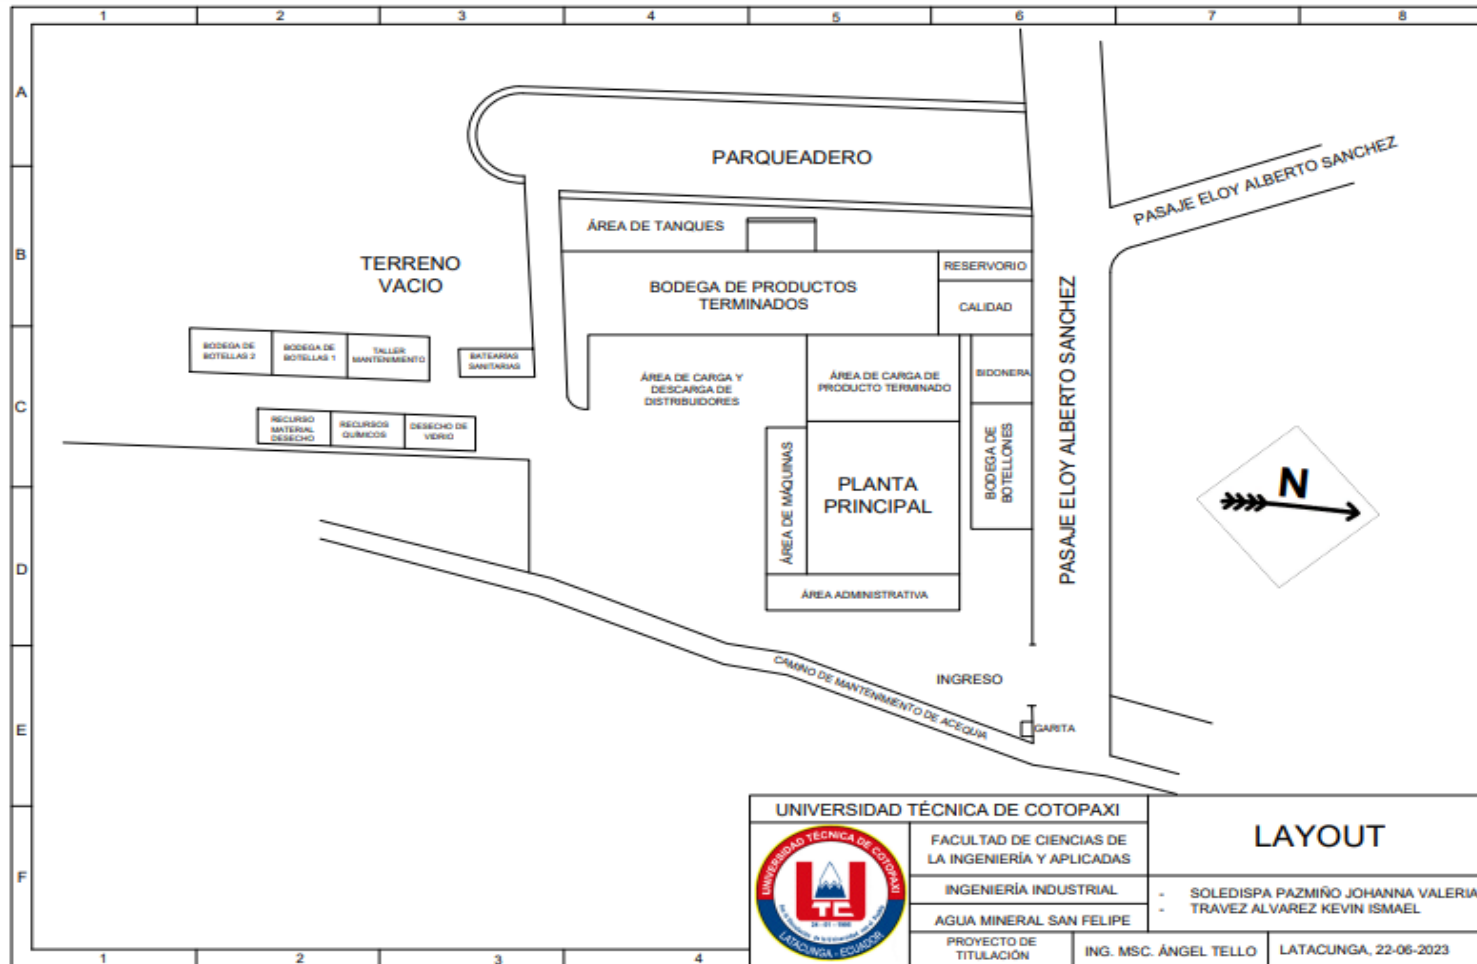 1 2 3 4 5 6 7 8
A
PARQUEADERO
PASAJE ELOY ALBERTO SANCHEZ
ÁREA DE TANQUES
B
TERRENO
VACIO
RESERVORIO
BODEGA DE PRODUCTOS
TERMINADOS
CALIDAD
PASAJE ELOY ALBERTO SANCHEZ
BODEGA DE
BOTELLAS 2
BODEGA DE
BOTELLAS 1
TALLER
MANTENIMIENTO
BATEARÍAS
SANITARIAS
ÁREA DE CARGA Y
DESCARGA DE
DISTRIBUIDORES
ÁREA DE CARGA DE
PRODUCTO TERMINADO
BIDONERA
C
RECURSO
MATERIAL
DESECHO
RECURSOS
QUÍMICOS
DESECHO DE
VIDRIO
ÁREA DE MÁQUINAS
PLANTA
PRINCIPAL
BODEGA DE
BOTELLONES
N
D
ÁREA ADMINISTRATIVA
CAMINO DE MANTENIMIENTO DE ACEQUIA
INGRESO
E
GARITA
UNIVERSIDAD TÉCNICA DE COTOPAXI
LAYOUT
FACULTAD DE CIENCIAS DE
LA INGENIERÍA Y APLICADAS
F
UNIVERSIDAD TÉCNICA DE COTOPAXI
UTC
LATACUNGA - ECUADOR
INGENIERÍA INDUSTRIAL
- SOLEDISPA PAZMIÑO JOHANNA VALERIA
- TRAVEZ ALVAREZ KEVIN ISMAEL
AGUA MINERAL SAN FELIPE
PROYECTO DE
TITULACIÓN
ING. MSC. ÁNGEL TELLO
LATACUNGA, 22-06-2023
1 2 3 4